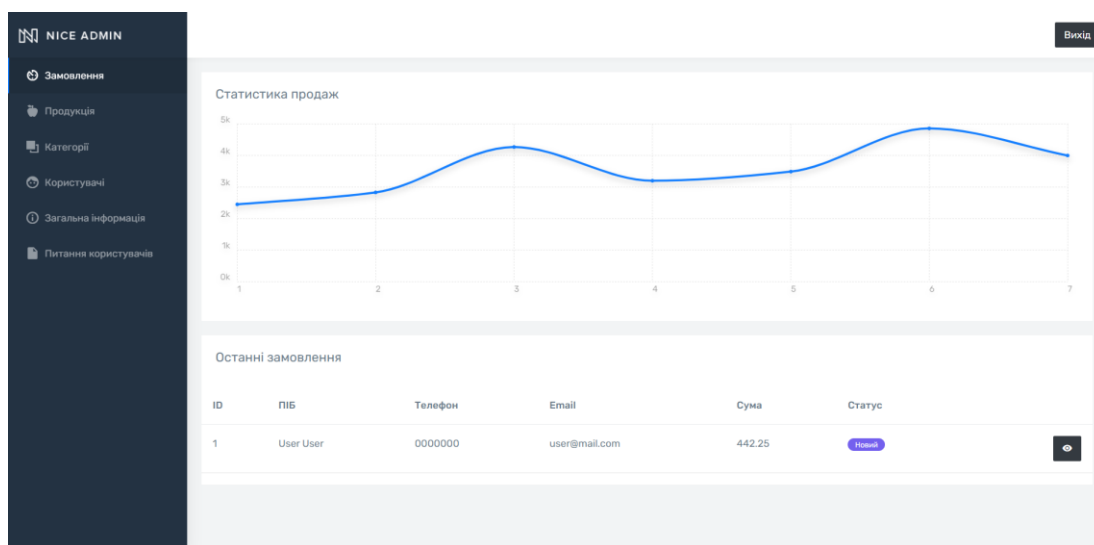 NICE ADMIN
Вихід
Замовлення
Продукція
Категорії
Користувачі
Загальна інформація
Питання користувачів
Статистика продаж
5k
4k
3k
2k
1k
0k
1 2 3 4 5 6 7
Останні замовлення
ID ПІБ Телефон Email Сума Статус
1 User User 0000000 user@mail.com 442.25 Новий